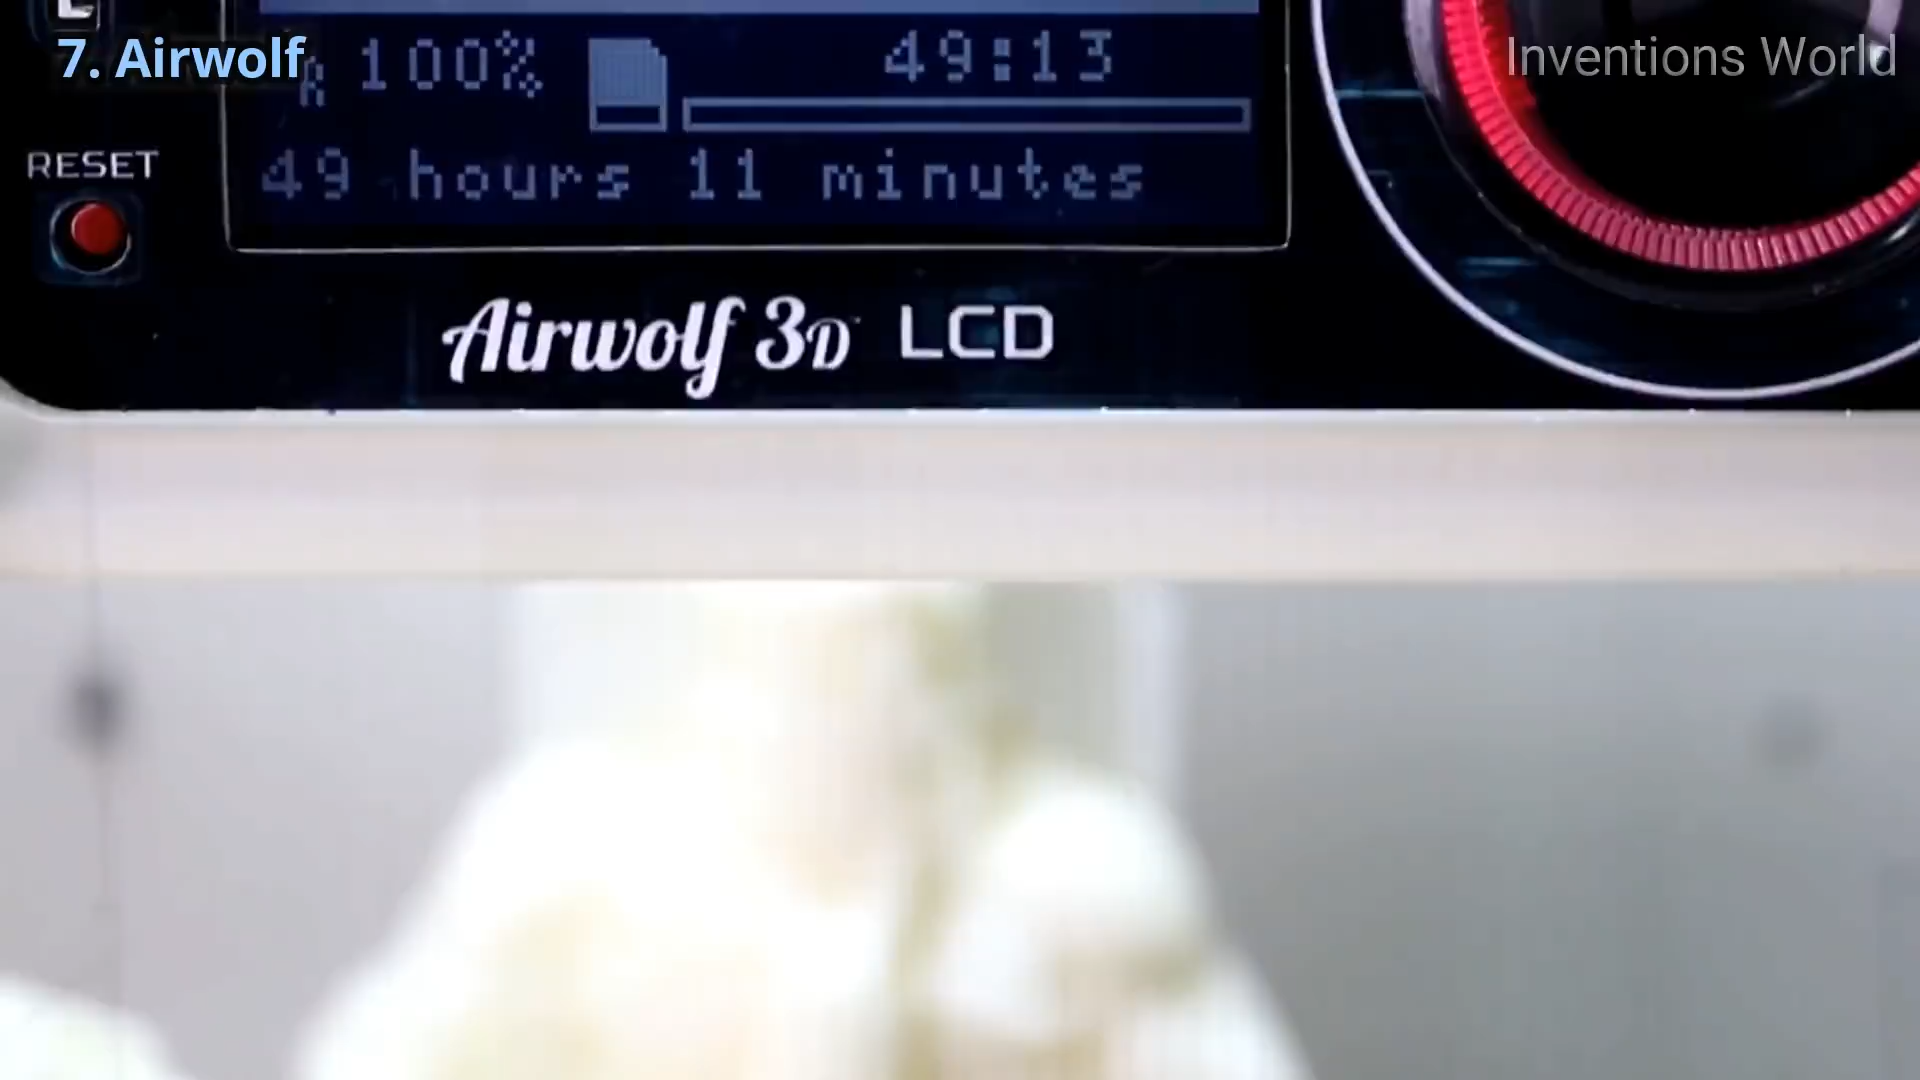 7. Airwolf
Inventions World
100%
49:13
RESET
49 hours 11 minutes
Airwolf 3D LCD